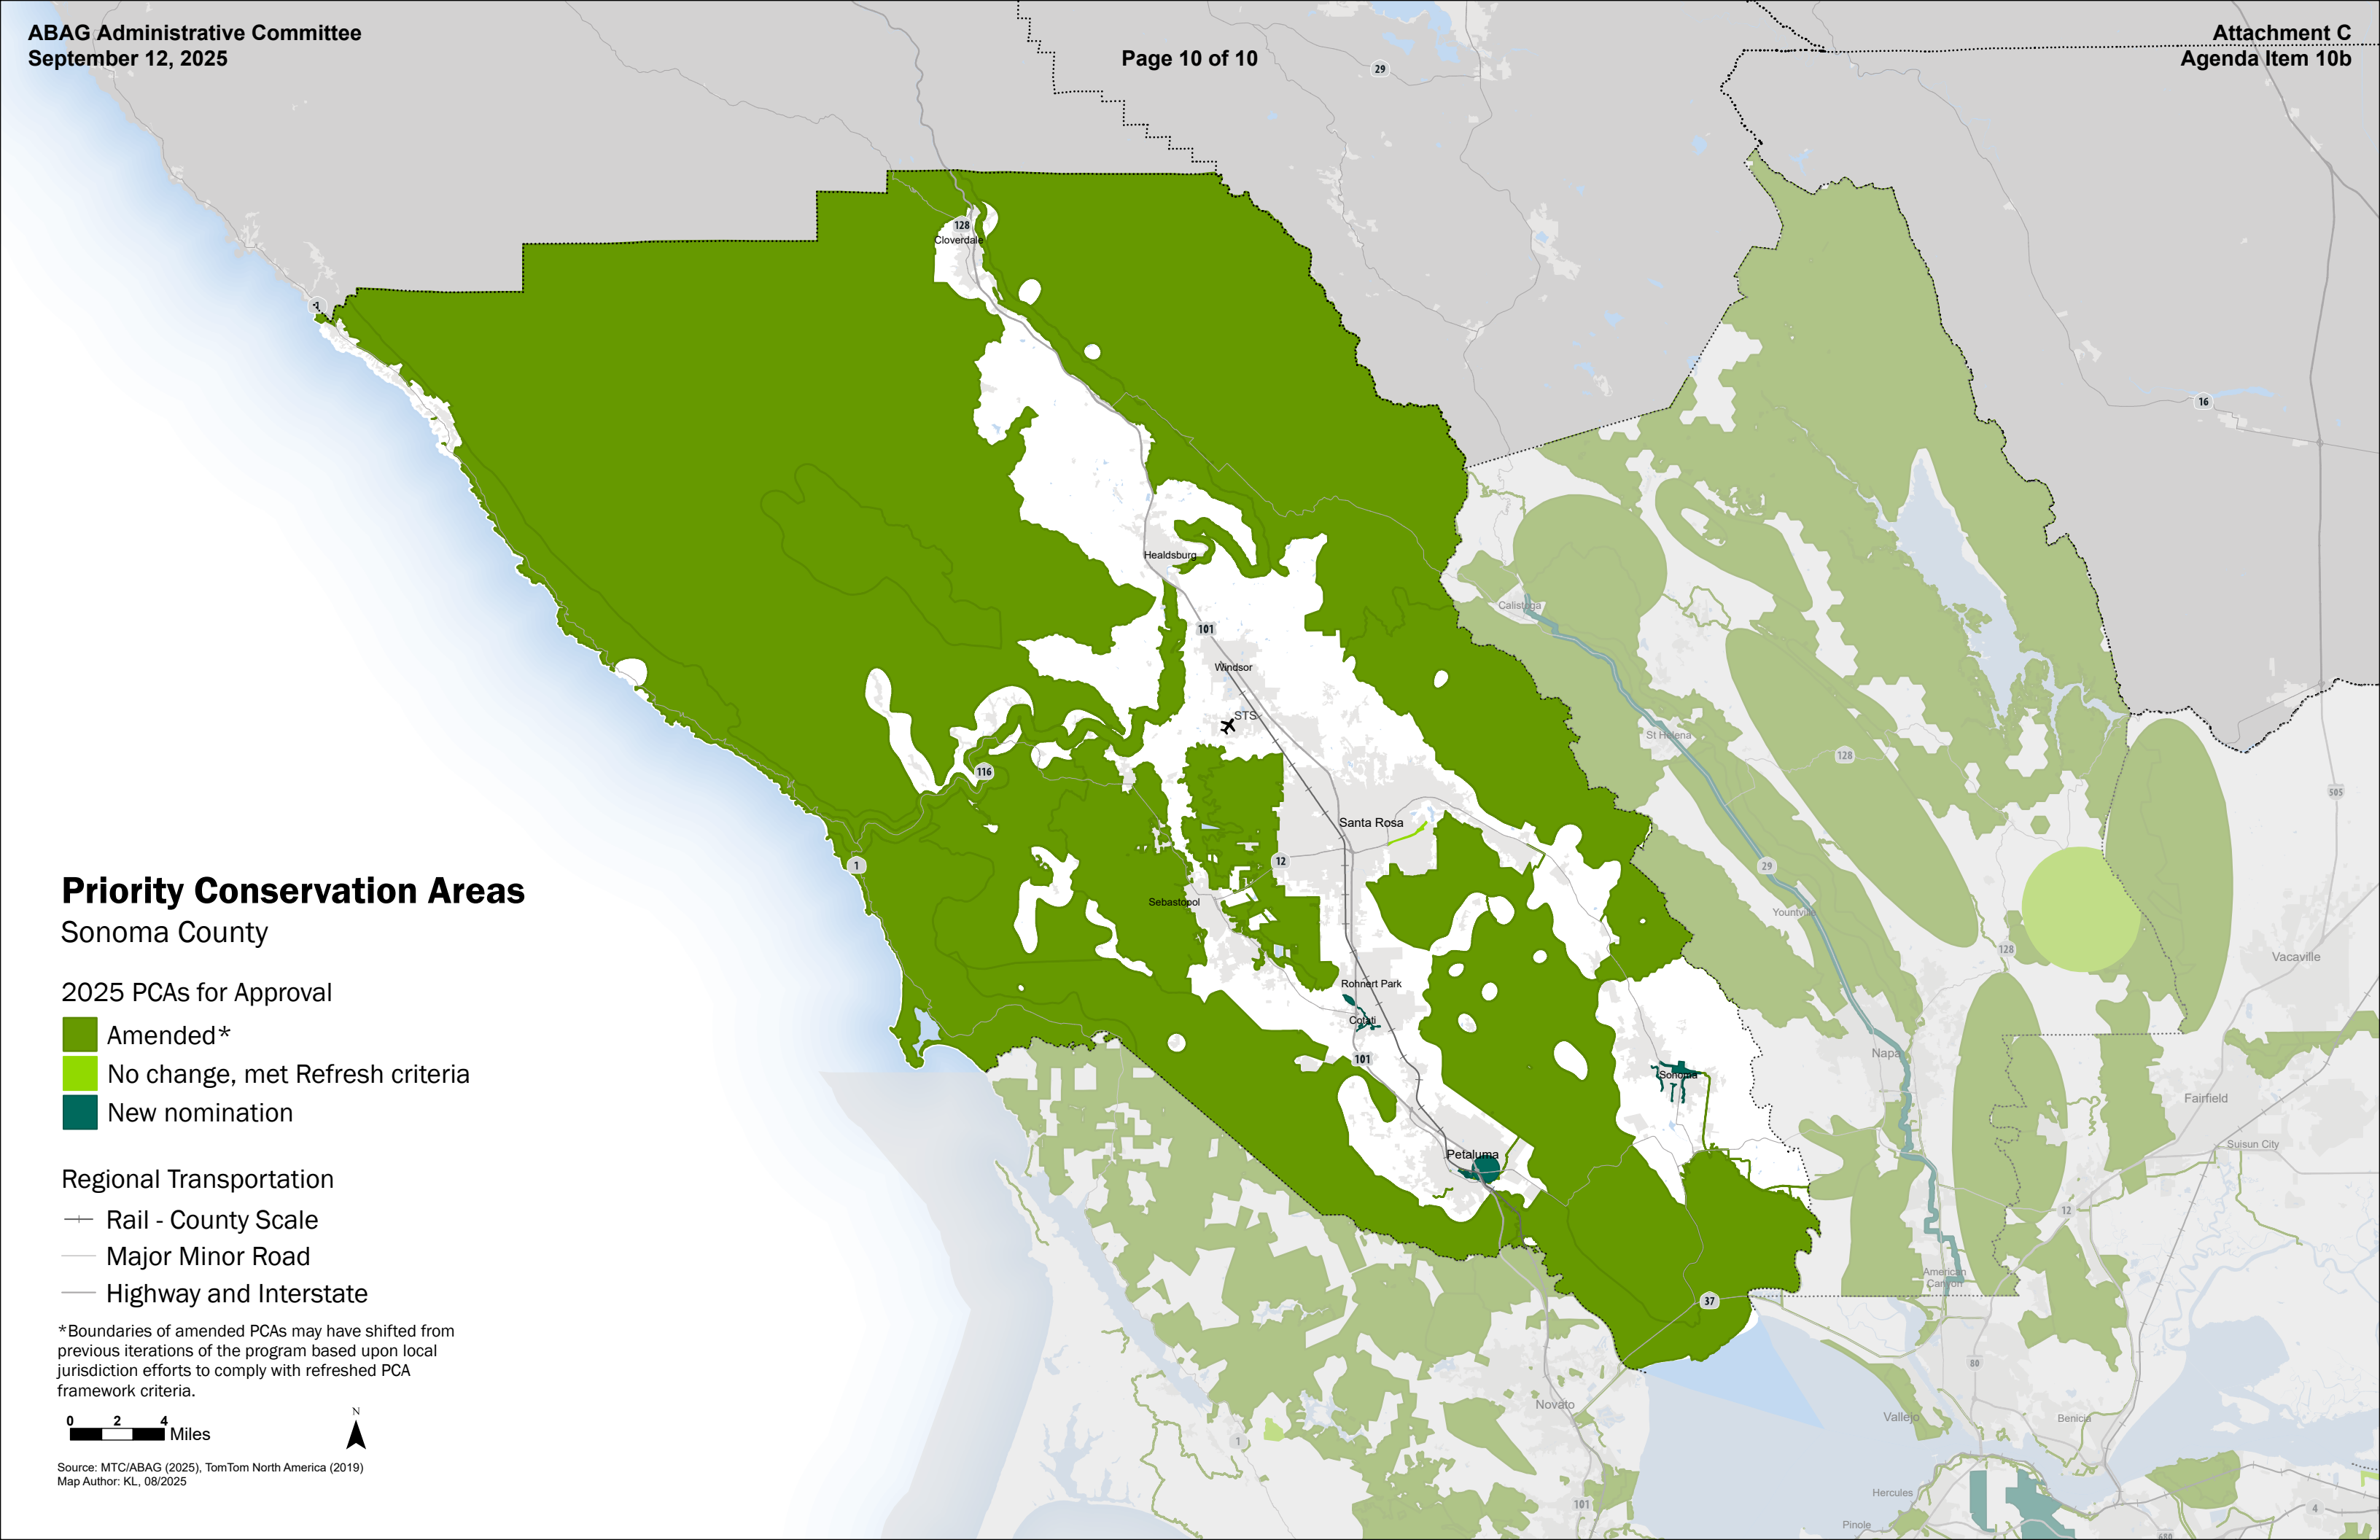 ABAG Administrative Committee
September 12, 2025
Page 10 of 10
Attachment C
Agenda Item 10b
29
16
128
Cloverdale
1
Healdsburg
101
Windsor
STS
Calistoga
St Helena
128
505
116
Santa Rosa
12
1
29
Sebastopol
Yountville
128
Vacaville
Rohnert Park
Cotati
101
Napa
Sonoma
Fairfield
Suisun City
Petaluma
12
American
Canyon
37
80
Novato
Vallejo
Benicia
1
Hercules
101
4
Pinole
680
Priority Conservation Areas
Sonoma County
2025 PCAs for Approval
Amended*
No change, met Refresh criteria
New nomination
Regional Transportation
Rail - County Scale
Major Minor Road
Highway and Interstate
*Boundaries of amended PCAs may have shifted from
previous iterations of the program based upon local
jurisdiction efforts to comply with refreshed PCA
framework criteria.
0 2 4
Miles
N
Source: MTC/ABAG (2025), TomTom North America (2019)
Map Author: KL, 08/2025